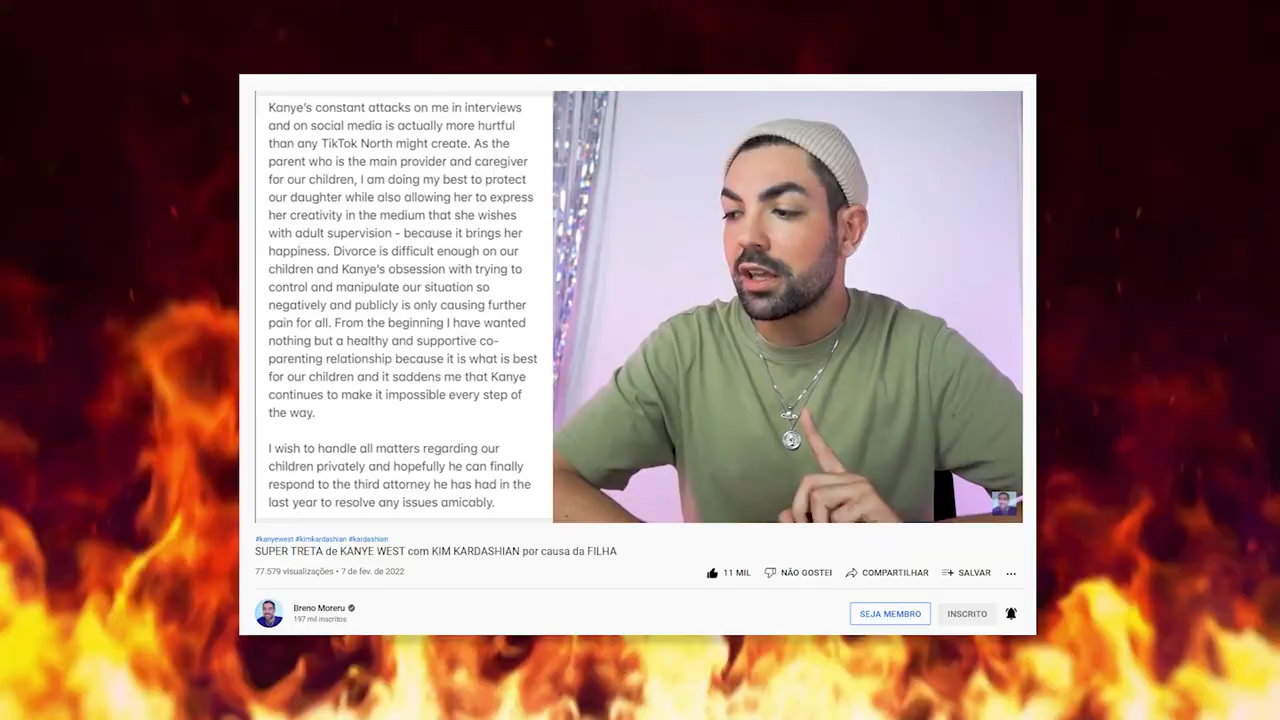 Kanye's constant attacks on me in interviews
and on social media is actually more hurtful
than any TikTok North might create. As the
parent who is the main provider and caregiver
for our children, I am doing my best to protect
our daughter while also allowing her to express
her creativity in the medium that she wishes
with adult supervision - because it brings her
happiness. Divorce is difficult enough on our
children and Kanye's obsession with trying to
control and manipulate our situation so
negatively and publicly is only causing further
pain for all. From the beginning I have wanted
nothing but a healthy and supportive co-
parenting relationship because it is what is best
for our children and it saddens me that Kanye
continues to make it impossible every step of
the way.
I wish to handle all matters regarding our
children privately and hopefully he can finally
respond to the third attorney he has had in the
last year to resolve any issues amicably.
#kanyewest #kimkardashian #kardashian
SUPER TRETA de KANYE WEST com KIM KARDASHIAN por causa da FILHA
77.579 visualizações • 7 de fev. de 2022
11 MIL NÃO GOSTEI COMPARTILHAR SALVAR ...
Breno Moreru
197 mil inscritos
SEJA MEMBRO INSCRITO